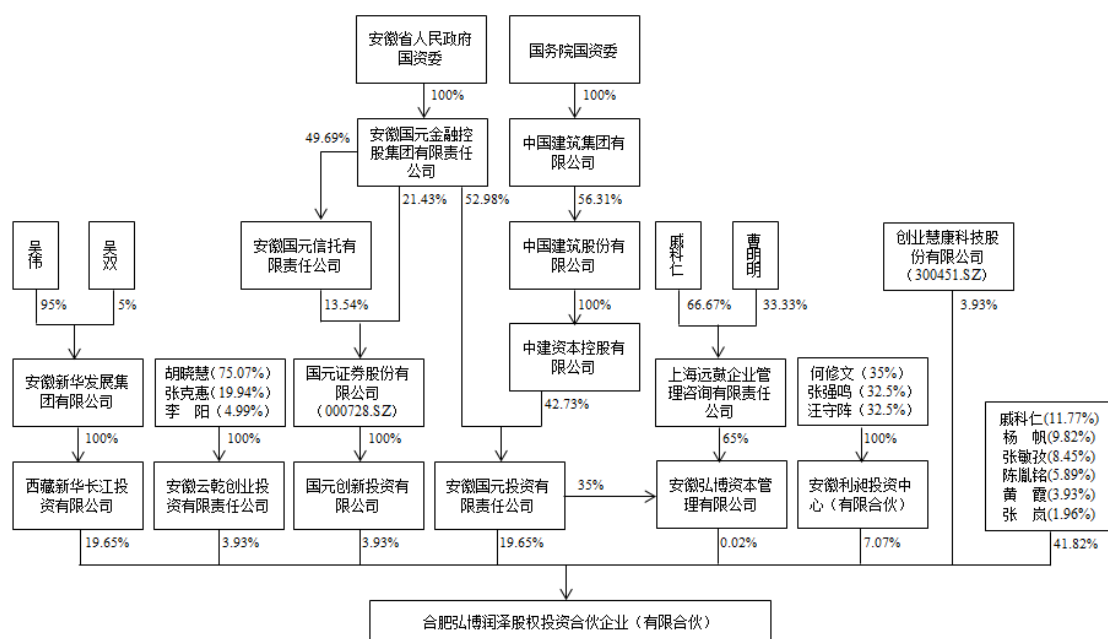 安徽省人民政府
国资委
国务院国资委
100%
100%
49.69%
安徽国元金融控
股集团有限责任
公司
中国建筑集团有
限公司
21.43%
52.98%
56.31%
吴伟
吴双
安徽国元信托有
限责任公司
中国建筑股份有
限公司
戚科仁
曹明明
创业慧康科技股
份有限公司
(300451.SZ)
95%
5%
13.54%
100%
66.67%
33.33%
3.93%
安徽新华发展集
团有限公司
胡晓慧(75.07%)
张克惠(19.94%)
李 阳(4.99%)
国元证券股份有
限公司
(000728.SZ)
中建资本控股有
限公司
上海远鼓企业管
理咨询有限责任
公司
何修文(35%)
张强鸣(32.5%)
汪守阵(32.5%)
42.73%
戚科仁(11.77%)
杨 帆(9.82%)
张敏孜(8.45%)
陈胤铭(5.89%)
黄 霞(3.93%)
张 岚(1.96%)
100%
100%
100%
65%
100%
西藏新华长江投
资有限公司
安徽云乾创业投
资有限责任公司
国元创新投资有
限公司
安徽国元投资有
限责任公司
35%
安徽弘博资本管
理有限公司
安徽利昶投资中
心（有限合伙）
19.65%
3.93%
3.93%
19.65%
0.02%
7.07%
41.82%
合肥弘博润泽股权投资合伙企业（有限合伙）